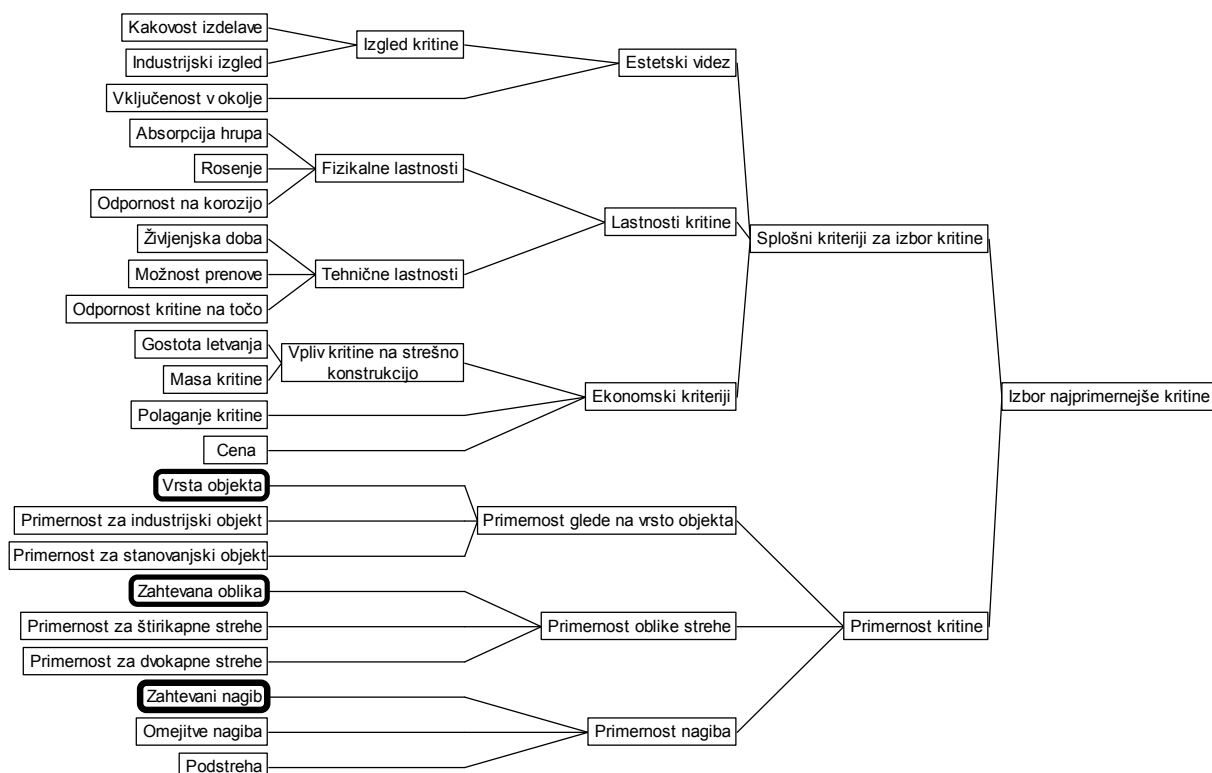 Kakovost izdelave
Izgled kritine
Industrijski izgled
Estetski videz
Vključenost v okolje
Absorpcija hrupa
Rosenje
Fizikalne lastnosti
Odpornost na korozijo
Lastnosti kritine
Življenjska doba
Splošni kriteriji za izbor kritine
Možnost prenove
Tehnične lastnosti
Odpornost kritine na točo
Gostota letvanja
Vpliv kritine na strešno
konstrukcijo
Masa kritine
Ekonomski kriteriji
Izbor najprimernejše kritine
Polaganje kritine
Cena
Vrsta objekta
Primernost za industrijski objekt
Primernost glede na vrsto objekta
Primernost za stanovanjski objekt
Zahtevana oblika
Primernost za štirikapne strehe
Primernost oblike strehe
Primernost kritine
Primernost za dvokapne strehe
Zahtevani nagib
Omejitve nagiba
Primernost nagiba
Podstreha